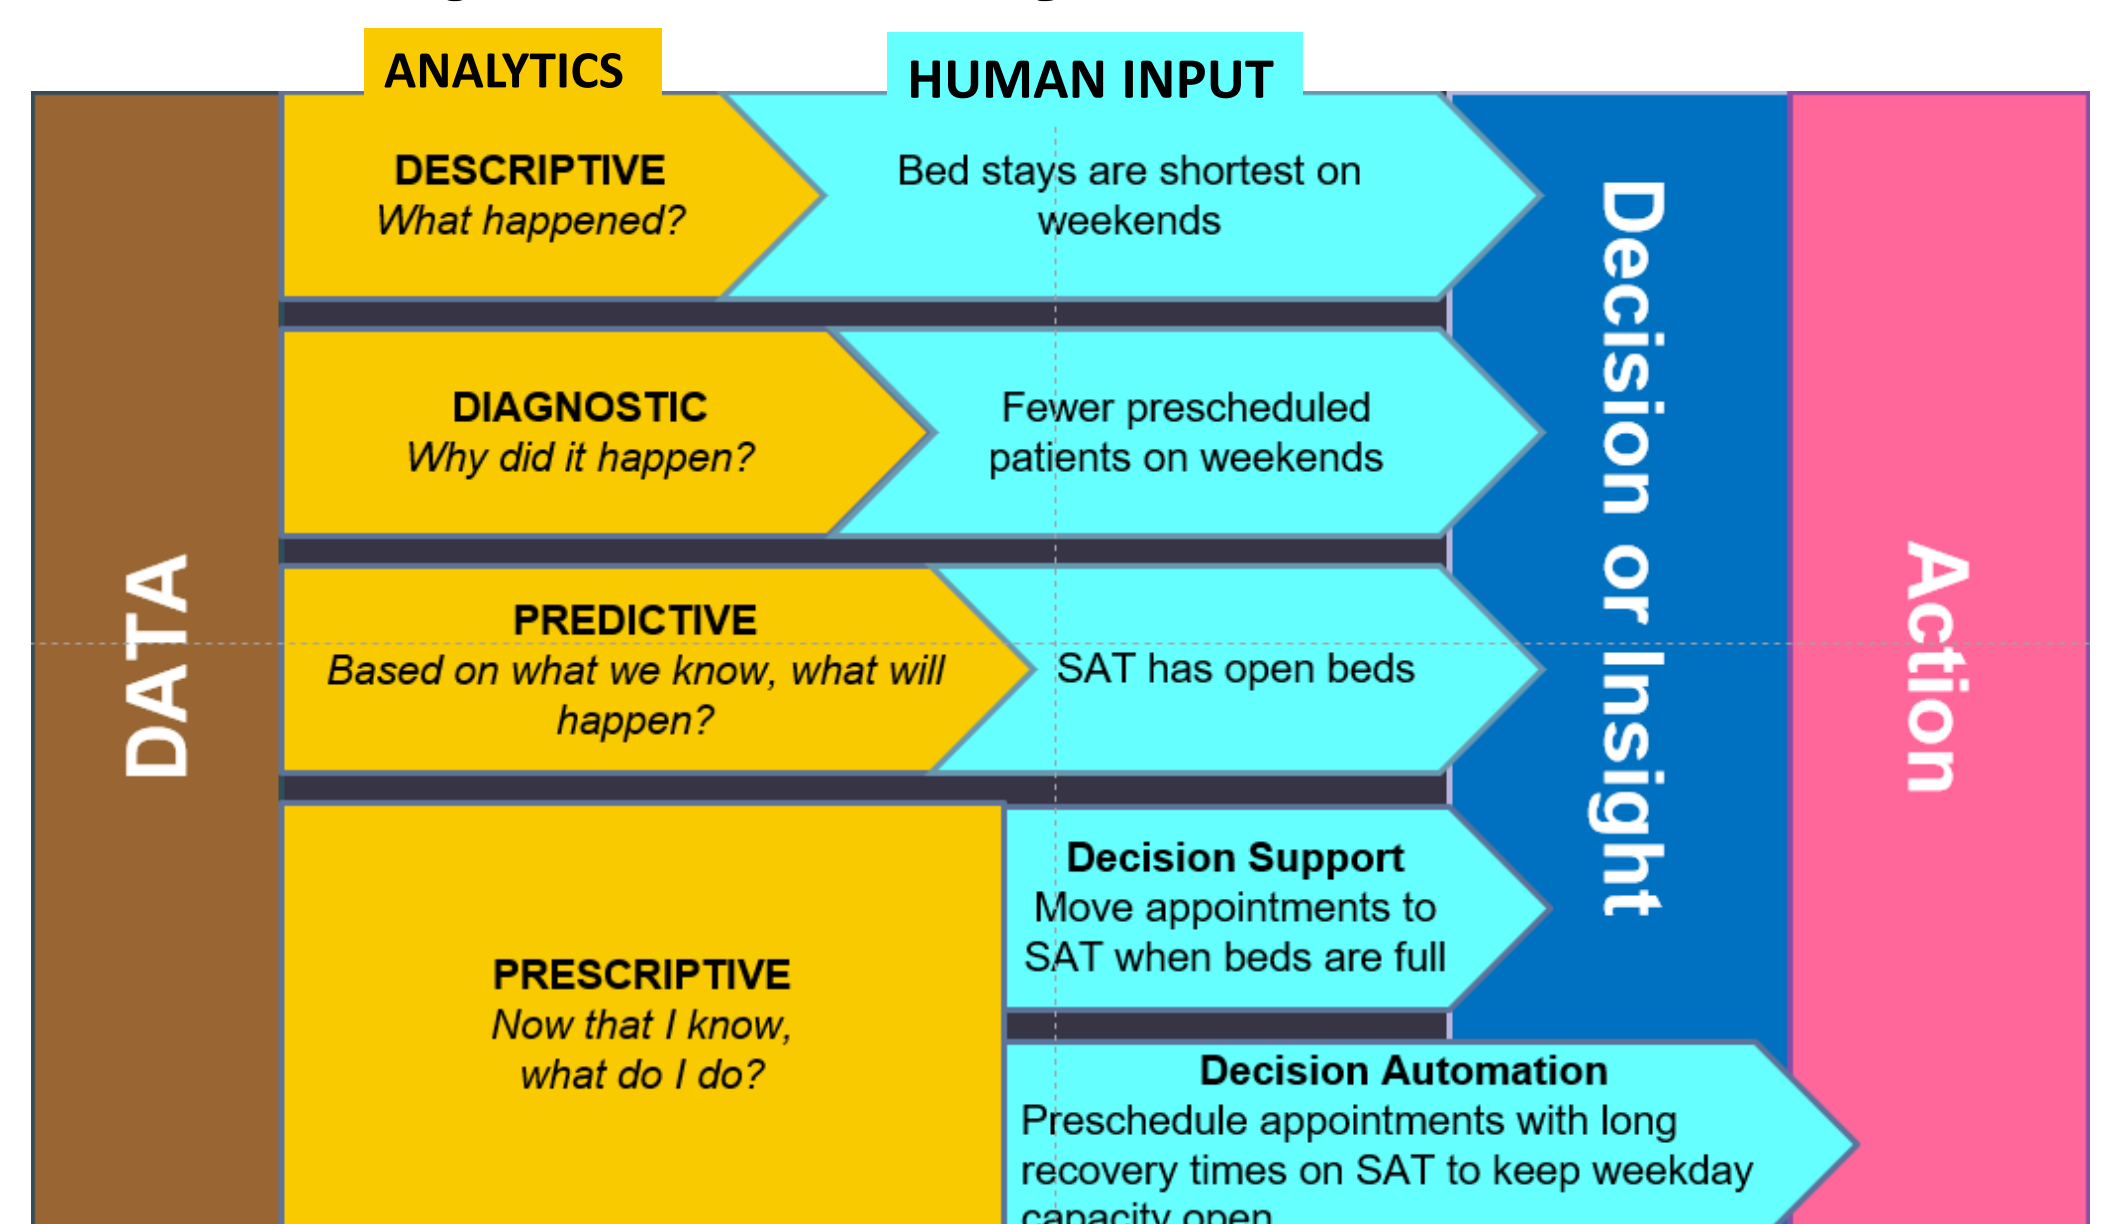 ANALYTICS
HUMAN INPUT
DESCRIPTIVE
What happened?
Bed stays are shortest on
weekends
DIAGNOSTIC
Why did it happen?
Fewer prescheduled
patients on weekends
PREDICTIVE
Based on what we know, what will
happen?
SAT has open beds
PRESCRIPTIVE
Now that I know,
what do I do?
Decision Support
Move appointments to
SAT when beds are full
Decision Automation
Preschedule appointments with long
recovery times on SAT to keep weekday
capacity open
DATA
Decision or Insight
Action